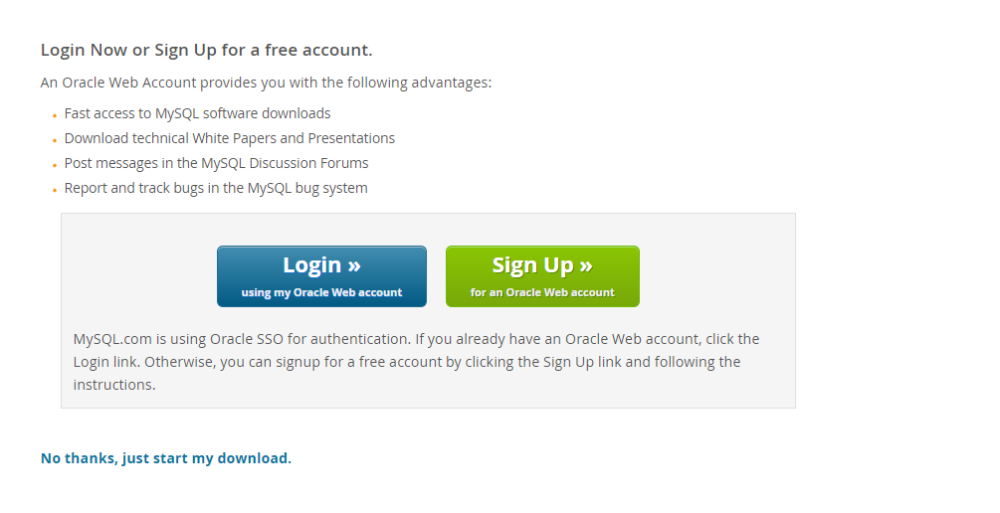 Login Now or Sign Up for a free account.
An Oracle Web Account provides you with the following advantages:
Fast access to MySQL software downloads
Download technical White Papers and Presentations
Post messages in the MySQL Discussion Forums
Report and track bugs in the MySQL bug system
Login »
using my Oracle Web account
Sign Up »
for an Oracle Web account
MySQL.com is using Oracle SSO for authentication. If you already have an Oracle Web account, click the
Login link. Otherwise, you can signup for a free account by clicking the Sign Up link and following the
instructions.
No thanks, just start my download.